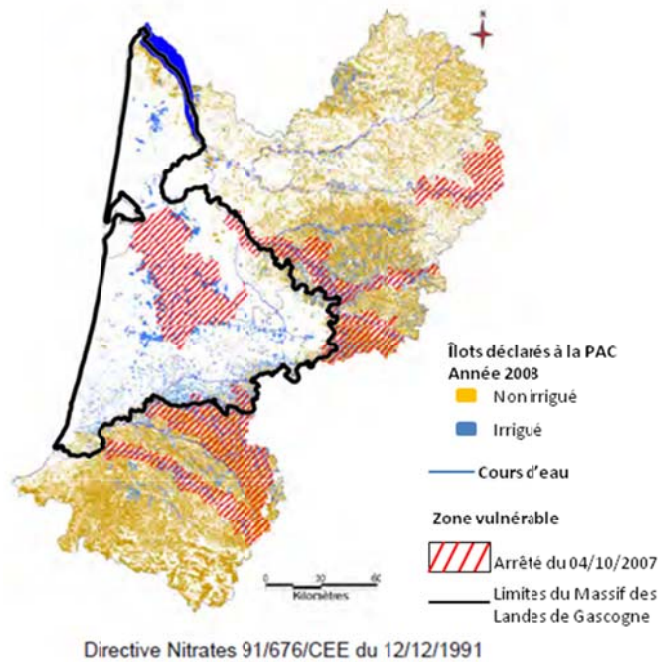 N
Îlots déclarés à la PAC
Année 2008
Non irrigué
Irrigué
Cours d'eau
Zone vulnérable
Arrêté du 04/10/2007
Limites du Massif des
Landes de Gascogne
0 30 60
Kilomètres
Directive Nitrates 91/676/CEE du 12/12/1991